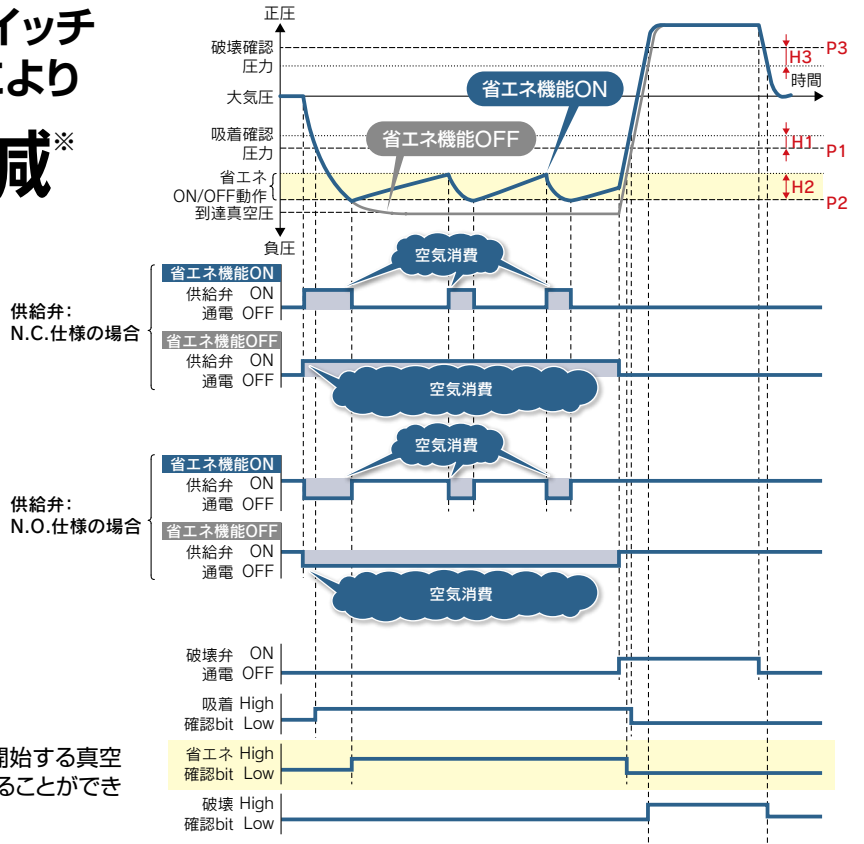 イッチ
により
減※
正圧
破壊確認
圧力
大気圧
吸着確認
圧力
省エネ
ON/OFF動作
到達真空圧
負圧
省エネ機能ON
省エネ機能OFF
時間
P3
H3
H1
P1
H2
P2
供給弁:
N.C.仕様の場合
省エネ機能ON
供給弁 ON
通電 OFF
空気消費
省エネ機能OFF
供給弁 ON
通電 OFF
空気消費
供給弁:
N.O.仕様の場合
省エネ機能ON
供給弁 ON
通電 OFF
空気消費
省エネ機能OFF
供給弁 ON
通電 OFF
空気消費
破壊弁 ON
通電 OFF
吸着 High
確認bit Low
開始する真空
ることができ
省エネ High
確認bit Low
破壊 High
確認bit Low